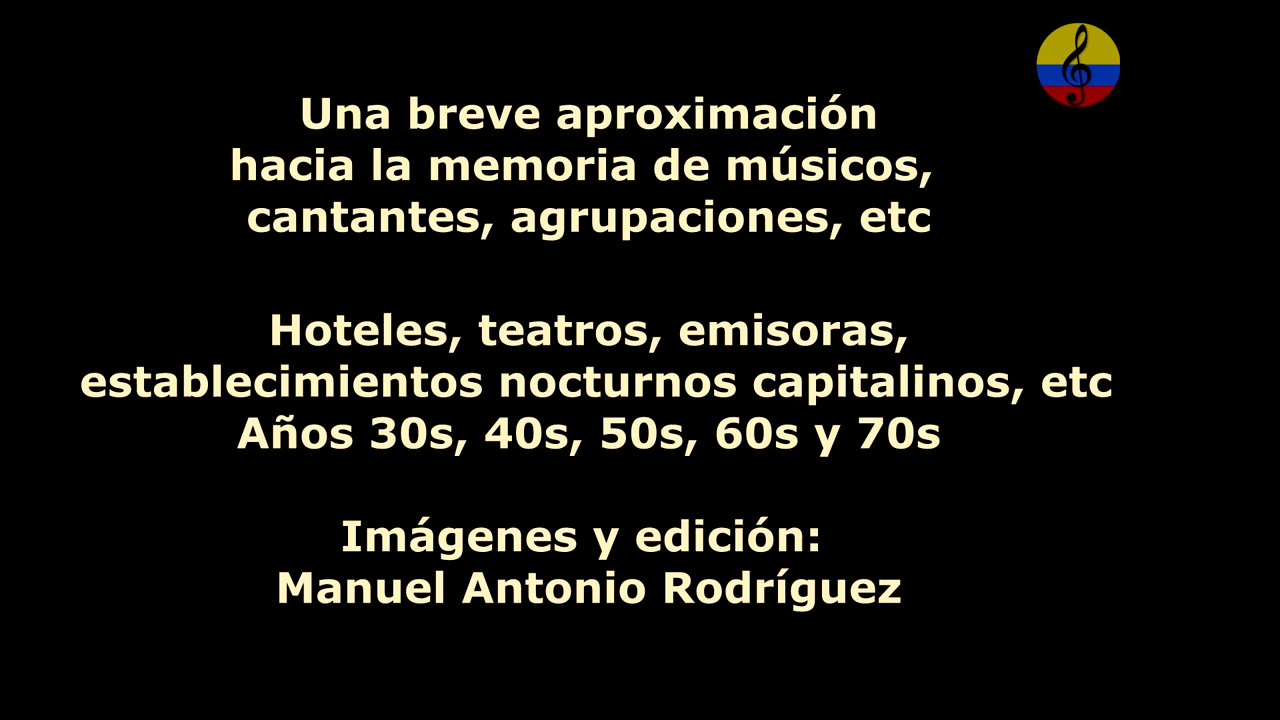 Una breve aproximación
hacia la memoria de músicos,
cantantes, agrupaciones, etc
Hoteles, teatros, emisoras,
establecimientos nocturnos capitalinos, etc
Años 30s, 40s, 50s, 60s y 70s
Imágenes y edición:
Manuel Antonio Rodríguez